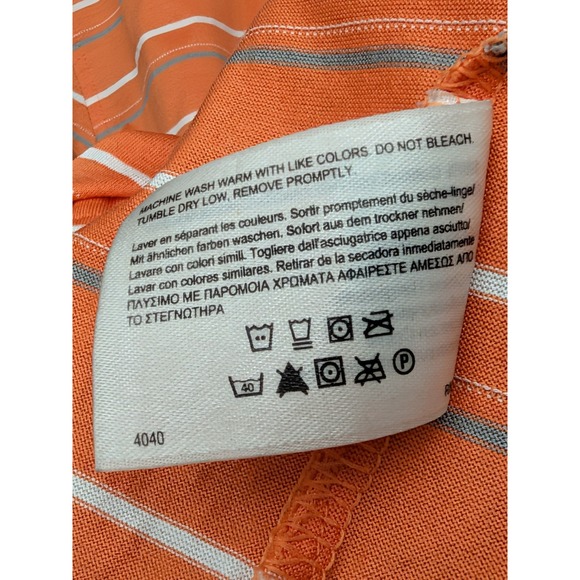 MACHINE WASH WARM WITH LIKE COLORS. DO NOT BLEACH.
TUMBLE DRY LOW, REMOVE PROMPTLY.
Laver en séparant les couleurs. Sortir promptement du sèche-linge/
Mit ähnlichen farben waschen. Sofort aus dem trockner nehmen/
Lavare con colori simili. Togliere dall'asciugatrice appena asciutto/
Lavar con colores similares. Retirar de la secadora inmediatamente
ΠΛΥΣΙΜΟ ΜΕ ΠΑΡΟΜΟΙΑ ΧΡΩΜΑΤΑ ΑΦΑΙΡΕΣΤΕ ΑΜΕΣΩΣ ΑΠΟ
ΤΟ ΣΤΕΓΝΩΤΗΡΑ
40 P
4040